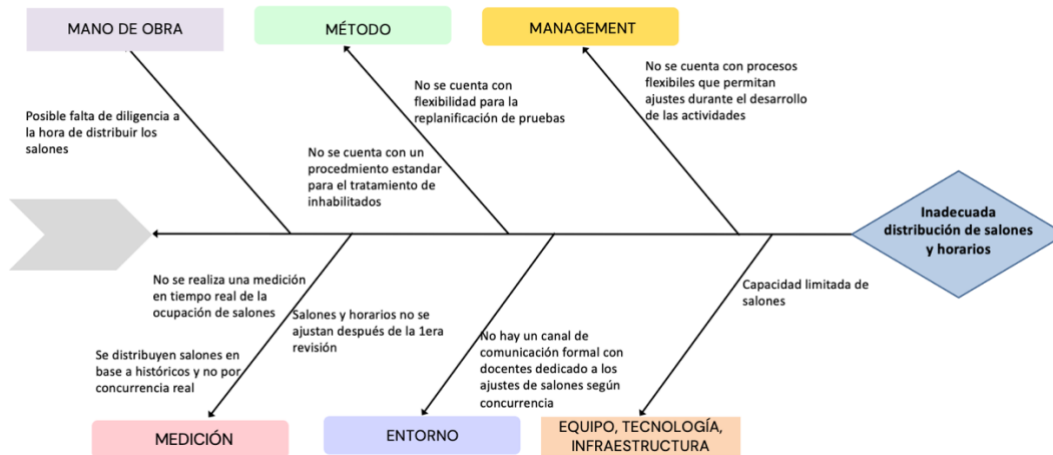 MANO DE OBRA
MÉTODO
MANAGEMENT
Posible falta de diligencia a
la hora de distribuir los
salones
No se cuenta con
flexibilidad para la
replanificación de pruebas
No se cuenta con un
procedmiento estandar
para el tratamiento de
inhabilitados
No se cuenta con procesos
flexibiles que permitan
ajustes durante el desarrollo
de las actividades
Inadecuada
distribución de salones
y horarios
No se realiza una medición
en tiempo real de la
ocupación de salones
Se distribuyen salones en
base a históricos y no por
concurrencia real
Salones y horarios no se
ajustan después de la 1era
revisión
No hay un canal de
comunicación formal con
docentes dedicado a los
ajustes de salones según
concurrencia
Capacidad limitada de
salones
MEDICIÓN
ENTORNO
EQUIPO, TECNOLOGÍA,
INFRAESTRUCTURA